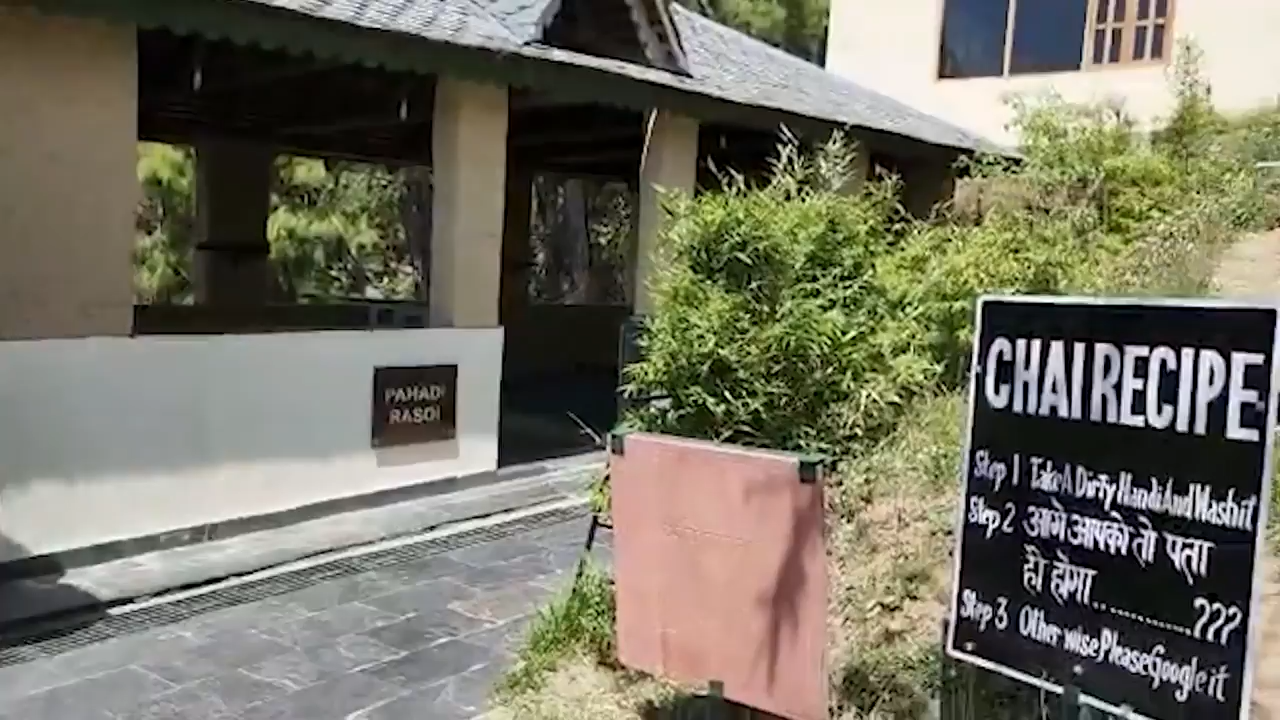 PAHADI
RASOI
CHAI RECIPE
Step 1 Take A Dirty Handi And Wash it
Step 2 आगे आपको तो पता
ही होगा............???
Step 3 Other wise Please Google it